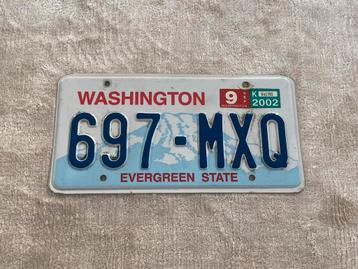 WASHINGTON
9
K
2002
697-MXQ
EVERGREEN STATE